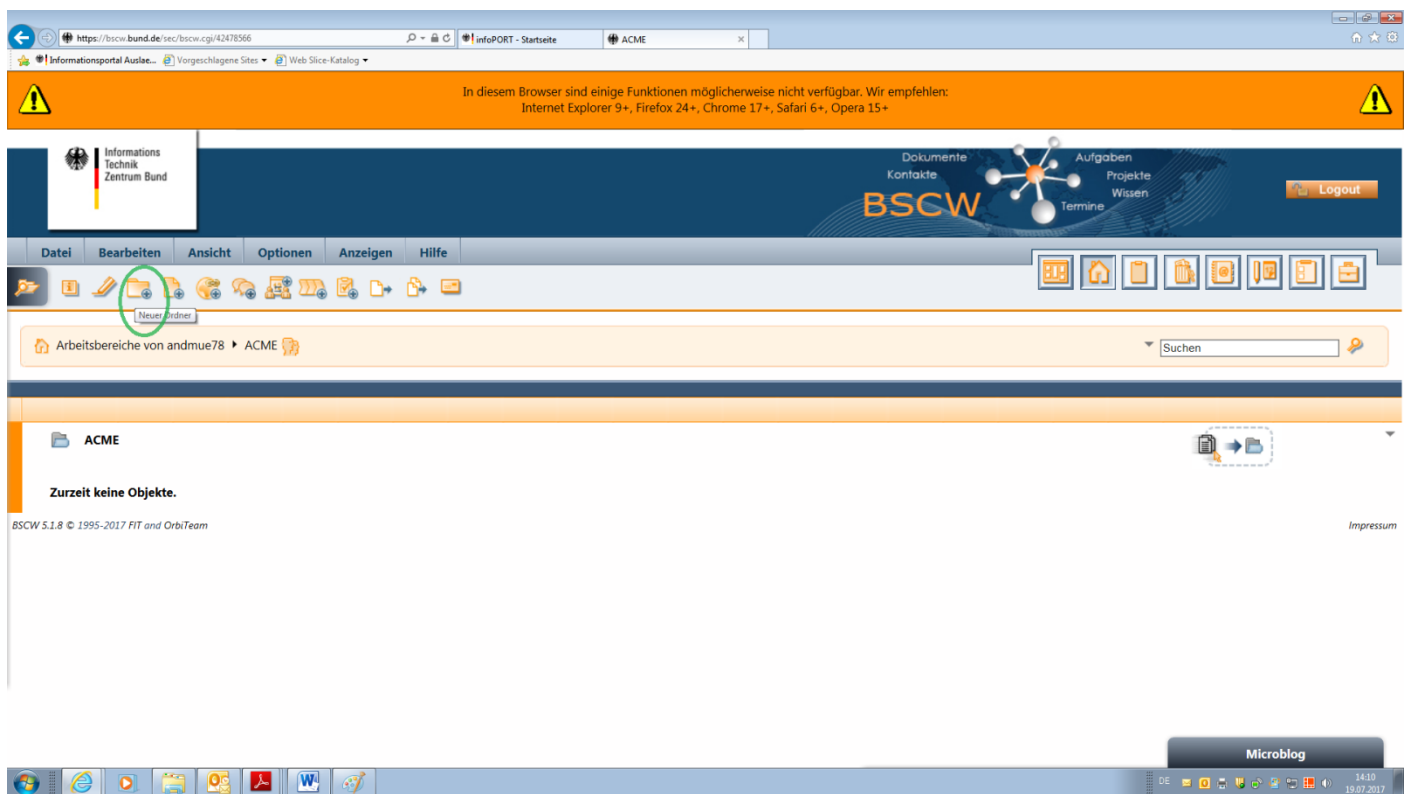 https://bscw.bund.de/sec/bscw.cgi/42478566
infoPORT - Startseite
ACME
Informationsportal Auslae...
Vorgeschlagene Sites
Web Slice-Katalog
In diesem Browser sind einige Funktionen möglicherweise nicht verfügbar. Wir empfehlen:
Internet Explorer 9+, Firefox 24+, Chrome 17+, Safari 6+, Opera 15+
Informations
Technik
Zentrum Bund
Dokumente
Kontakte
BSCW
Aufgaben
Projekte
Wissen
Termine
Logout
Datei Bearbeiten Ansicht Optionen Anzeigen Hilfe
Neuer Ordner
Arbeitsbereiche von andmue78 ACME
Suchen
ACME
Zurzeit keine Objekte.
BSCW 5.1.8 © 1995-2017 FIT and OrbiTeam
Impressum
Microblog
DE
14:10
19.07.2017